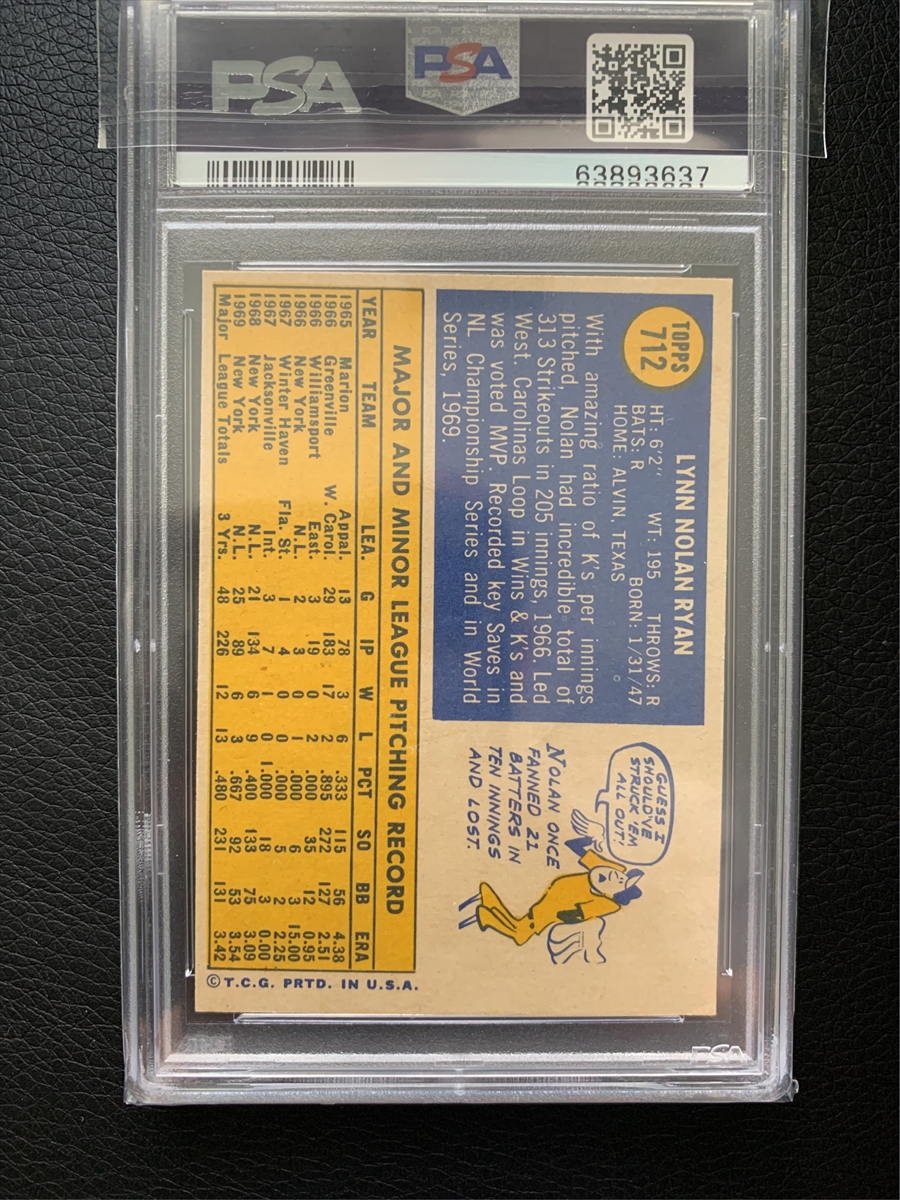 PSA
PSA
63893637
TOPPS
712
LYNN NOLAN RYAN
HT: 6'2" WT: 195 THROWS: R
BATS: R BORN: 1/31/47
HOME: ALVIN, TEXAS
©
With amazing ratio of K's per innings
pitched, Nolan had incredible total of
313 Strikeouts in 205 innings, 1966. Led
West. Carolinas Loop in Wins & K's and
was voted MVP. Recorded key Saves in
NL Championship Series and in World
Series, 1969.
GUESS I
SHOULD'VE
STRUCK 'EM
ALL OUT!
NOLAN ONCE
FANNED 21
BATTERS IN
TEN INNINGS
AND LOST.
MAJOR AND MINOR LEAGUE PITCHING RECORD
YEAR TEAM LEA. G IP W L PCT SO BB ERA
1965 Marion Appal. 13 78 3 6 .333 115 56 4.38
1966 Greenville W. Carol. 29 183 17 2 .895 272 127 2.51
1966 Williamsport East. 3 19 0 2 .000 35 12 0.95
1966 New York N.L. 2 3 0 1 .000 6 3 15.00
1967 Winter Haven Fla. St. 1 4 0 0 .000 5 2 2.25
1967 Jacksonville Int. 3 7 1 0 1.000 18 3 0.00
1968 New York N.L. 21 134 6 9 .400 133 75 3.09
1969 New York N.L. 25 89 6 3 .667 92 53 3.54
Major League Totals 3 Yrs. 48 226 12 13 .480 231 131 3.42
© T.C.G. PRTD. IN U.S.A.
PSA